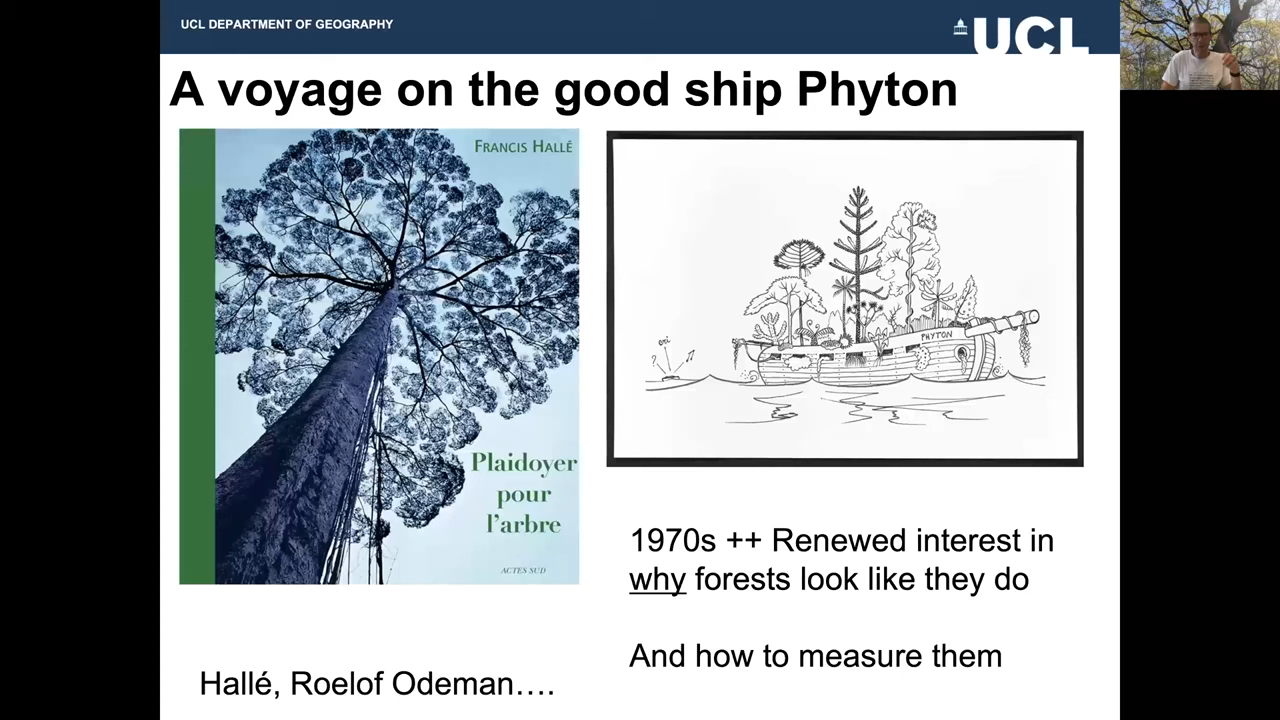 UCL DEPARTMENT OF GEOGRAPHY
UCL
A voyage on the good ship Phyton
FRANCIS HALLÉ
Plaidoyer
pour
l'arbre
ACTES SUD
PHYTON
1970s ++ Renewed interest in
why forests look like they do
And how to measure them
Hallé, Roelof Odeman….